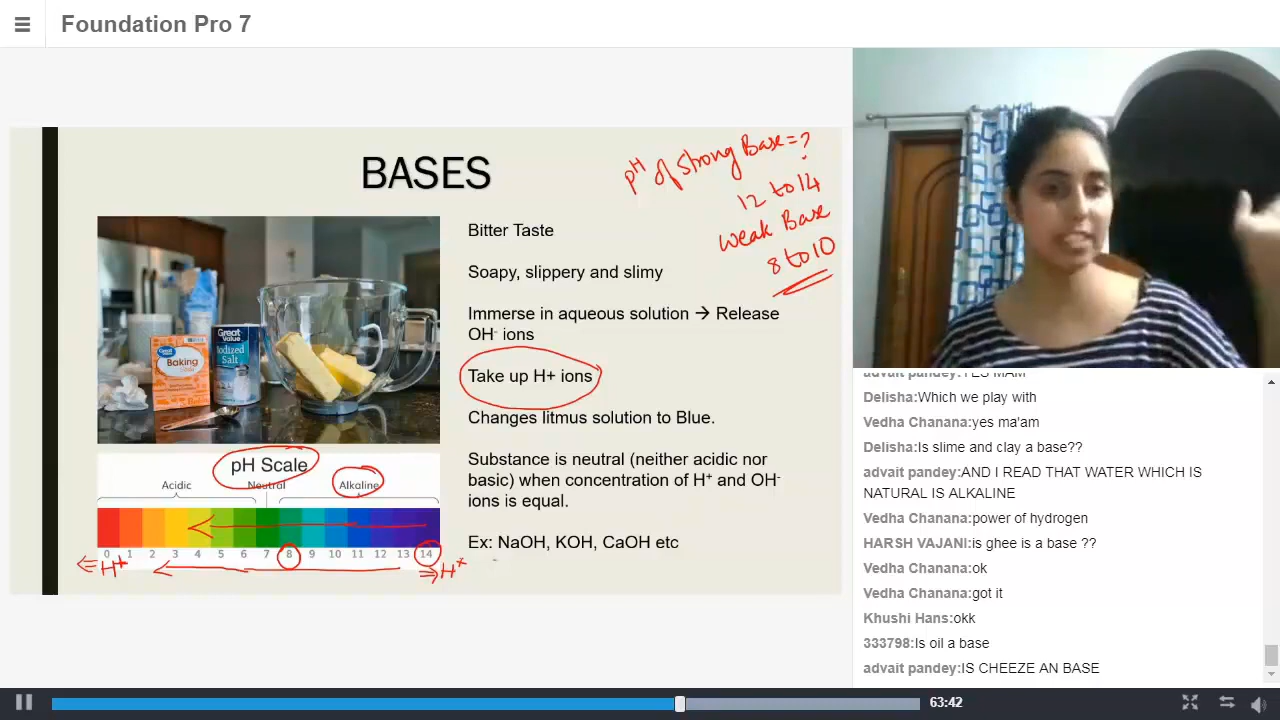 Foundation Pro 7
BASES
pH of Strong Base = ?
12 to 14
Weak Base
8 to 10
Bitter Taste
Soapy, slippery and slimy
Immerse in aqueous solution → Release
OH⁻ ions
Take up H+ ions
Changes litmus solution to Blue.
Substance is neutral (neither acidic nor
basic) when concentration of H⁺ and OH⁻
ions is equal.
Ex: NaOH, KOH, CaOH etc
Great Value
Baking
Great Value
Iodized
Salt
pH Scale
Acidic Neutral Alkaline
0 1 2 3 4 5 6 7 8 9 10 11 12 13 14
⇐ H⁺
⇒ H⁺
advait pandey:YES MAM
Delisha:Which we play with
Vedha Chanana:yes ma'am
Delisha:Is slime and clay a base??
advait pandey:AND I READ THAT WATER WHICH IS
NATURAL IS ALKALINE
Vedha Chanana:power of hydrogen
HARSH VAJANI:is ghee is a base ??
Vedha Chanana:ok
Vedha Chanana:got it
Khushi Hans:okk
333798:Is oil a base
advait pandey:IS CHEEZE AN BASE
63:42